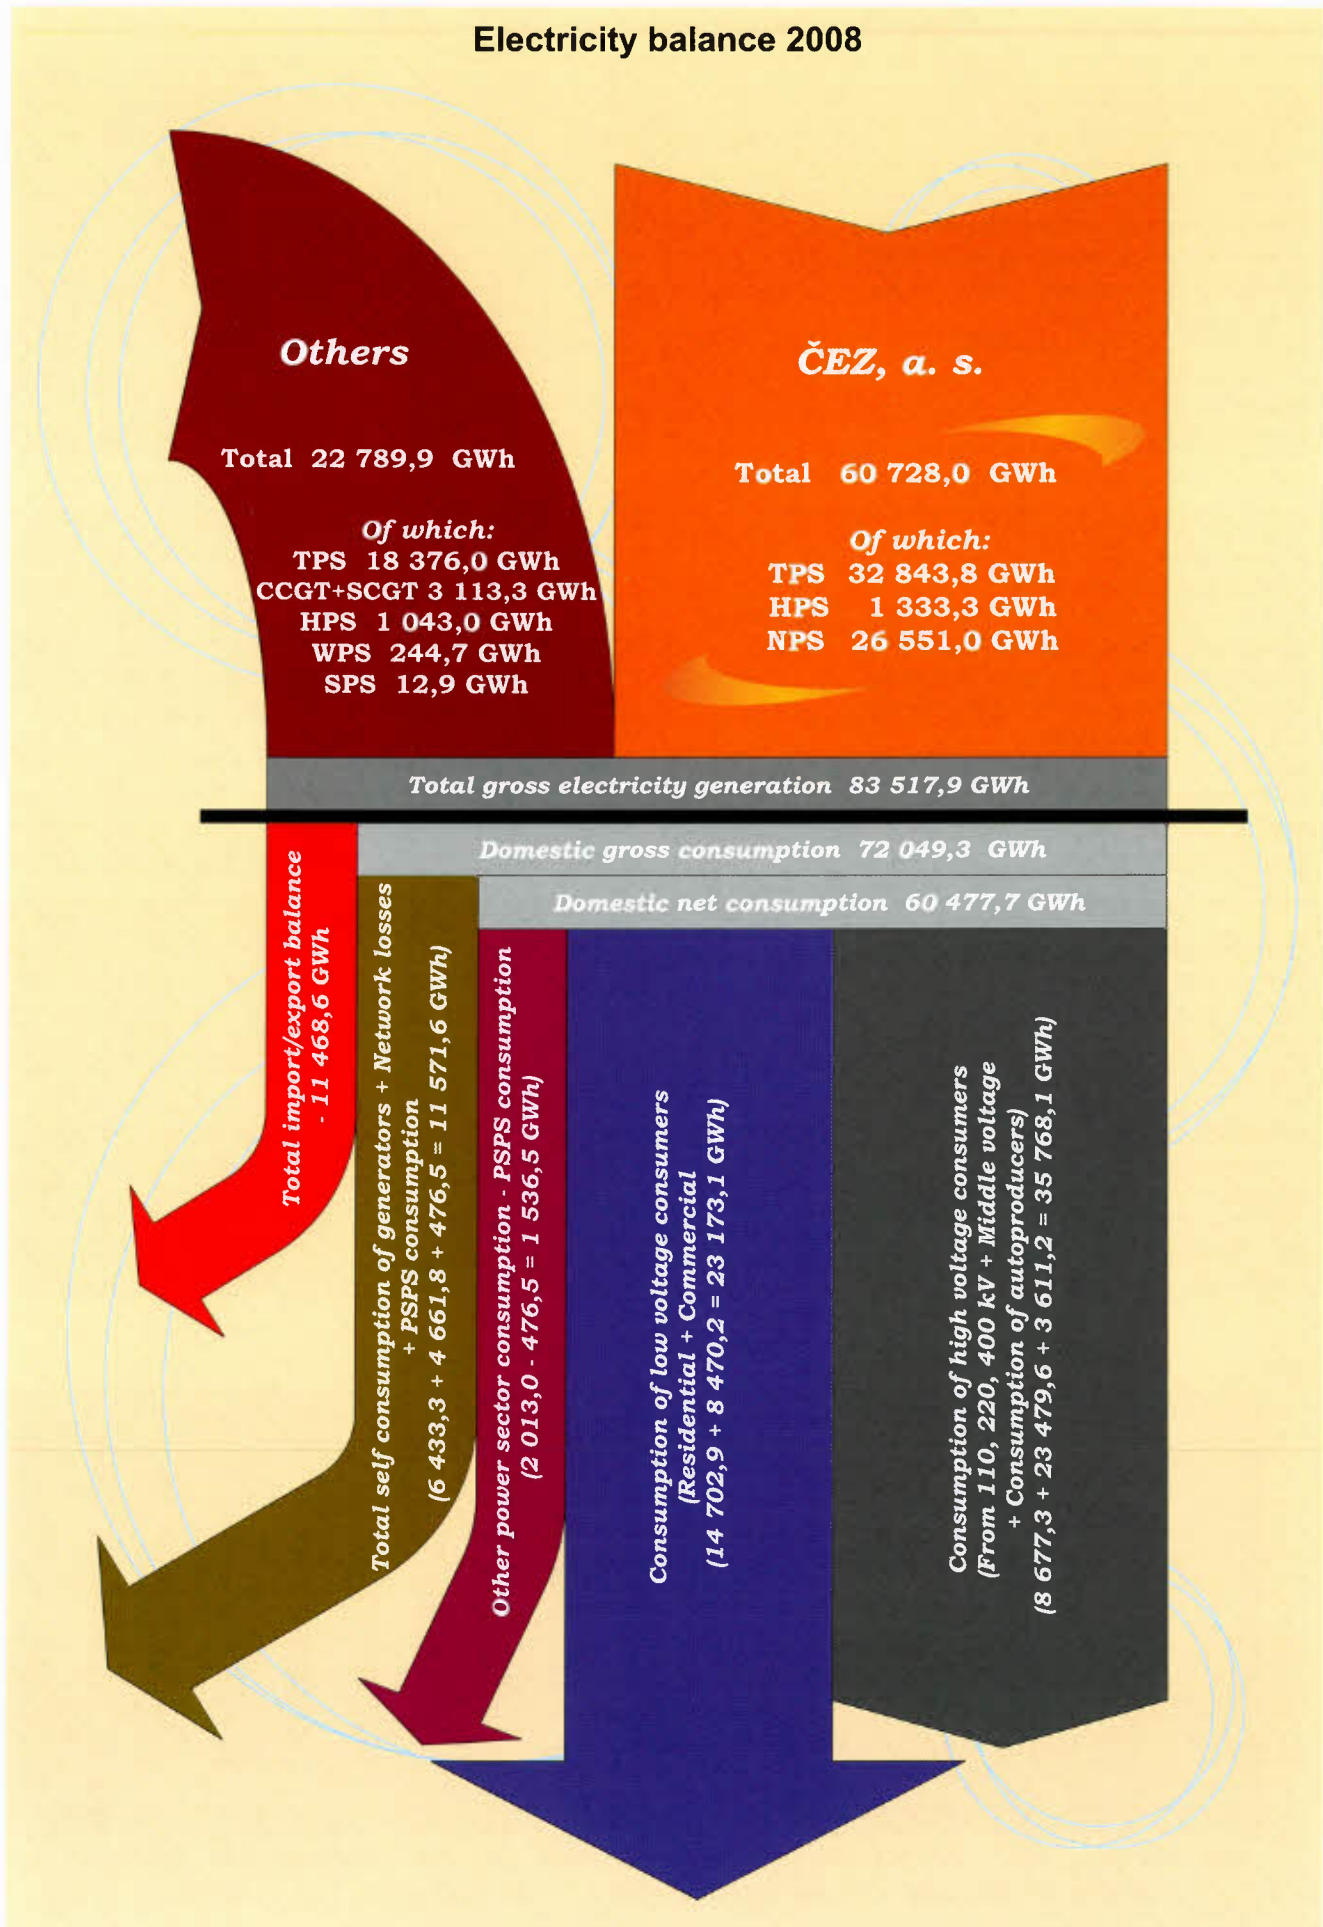 Electricity balance 2008
Others
Total 22 789,9 GWh
Of which:
TPS 18 376,0 GWh
CCGT+SCGT 3 113,3 GWh
HPS 1 043,0 GWh
WPS 244,7 GWh
SPS 12,9 GWh
ČEZ, a. s.
Total 60 728,0 GWh
Of which:
TPS 32 843,8 GWh
HPS 1 333,3 GWh
NPS 26 551,0 GWh
Total gross electricity generation 83 517,9 GWh
Domestic gross consumption 72 049,3 GWh
Domestic net consumption 60 477,7 GWh
Total import/export balance
- 11 468,6 GWh
Total self consumption of generators + Network losses
+ PSPS consumption
(6 433,3 + 4 661,8 + 476,5 = 11 571,6 GWh)
Other power sector consumption - PSPS consumption
(2 013,0 - 476,5 = 1 536,5 GWh)
Consumption of low voltage consumers
(Residential + Commercial
(14 702,9 + 8 470,2 = 23 173,1 GWh)
Consumption of high voltage consumers
(From 110, 220, 400 kV + Middle voltage
+ Consumption of autoproducers)
(8 677,3 + 23 479,6 + 3 611,2 = 35 768,1 GWh)